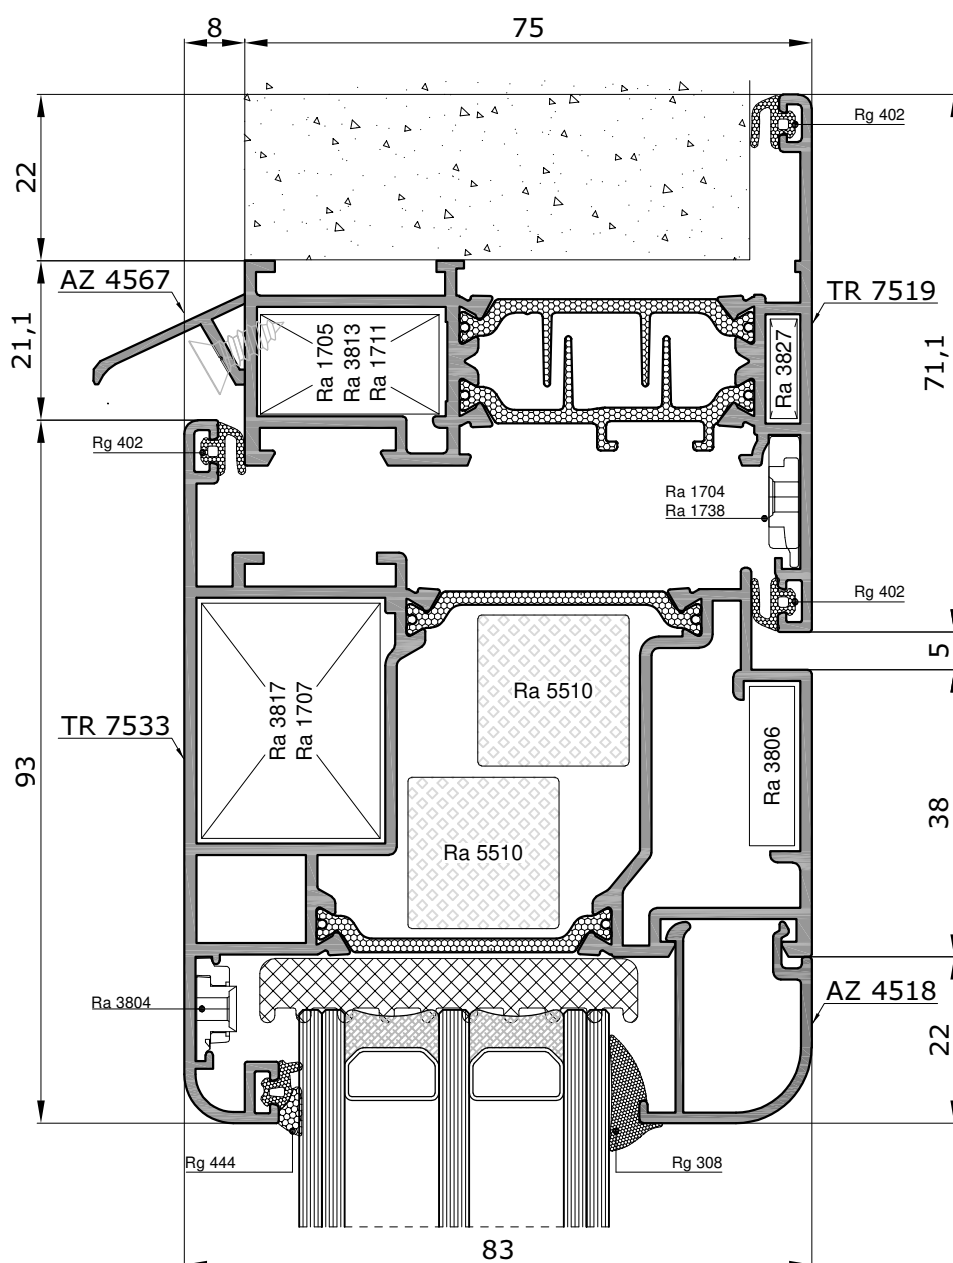 8
75
Rg 402
22
AZ 4567
TR 7519
21,1
Ra 1705
Ra 3813
Ra 1711
Ra 3827
71,1
Rg 402
Ra 1704
Ra 1738
Rg 402
5
Ra 5510
TR 7533
Ra 3817
Ra 1707
Ra 3806
93
38
Ra 5510
Ra 3804
AZ 4518
22
Rg 444
Rg 308
83